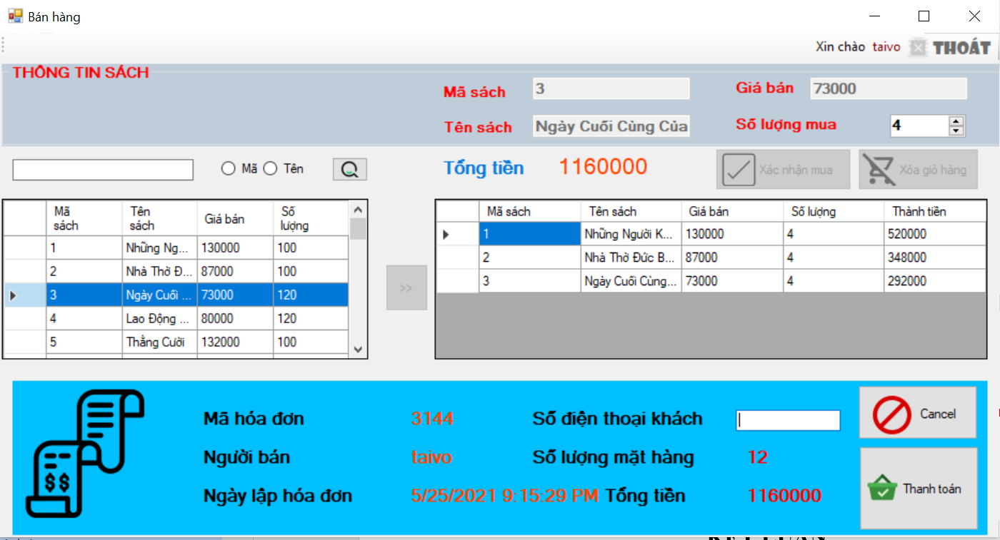 Bán hàng
Xin chào taivo THOÁT
THÔNG TIN SÁCH
Mã sách 3 Giá bán 73000
Tên sách Ngày Cuối Cùng Của Số lượng mua 4
Mã Tên Tổng tiền 1160000 Xác nhận mua Xóa giỏ hàng
Mã sách Tên sách Giá bán Số lượng
1 Những Ng... 130000 100
2 Nhà Thờ Đ... 87000 100
3 Ngày Cuối ... 73000 120
4 Lao Động ... 80000 120
5 Thằng Cười 132000 100
>>
Mã sách Tên sách Giá bán Số lượng Thành tiền
1 Những Người K... 130000 4 520000
2 Nhà Thờ Đức B... 87000 4 348000
3 Ngày Cuối Cùng... 73000 4 292000
$$
Mã hóa đơn 3144 Số điện thoại khách Cancel
Người bán taivo Số lượng mặt hàng 12
Ngày lập hóa đơn 5/25/2021 9:15:29 PM Tổng tiền 1160000 Thanh toán